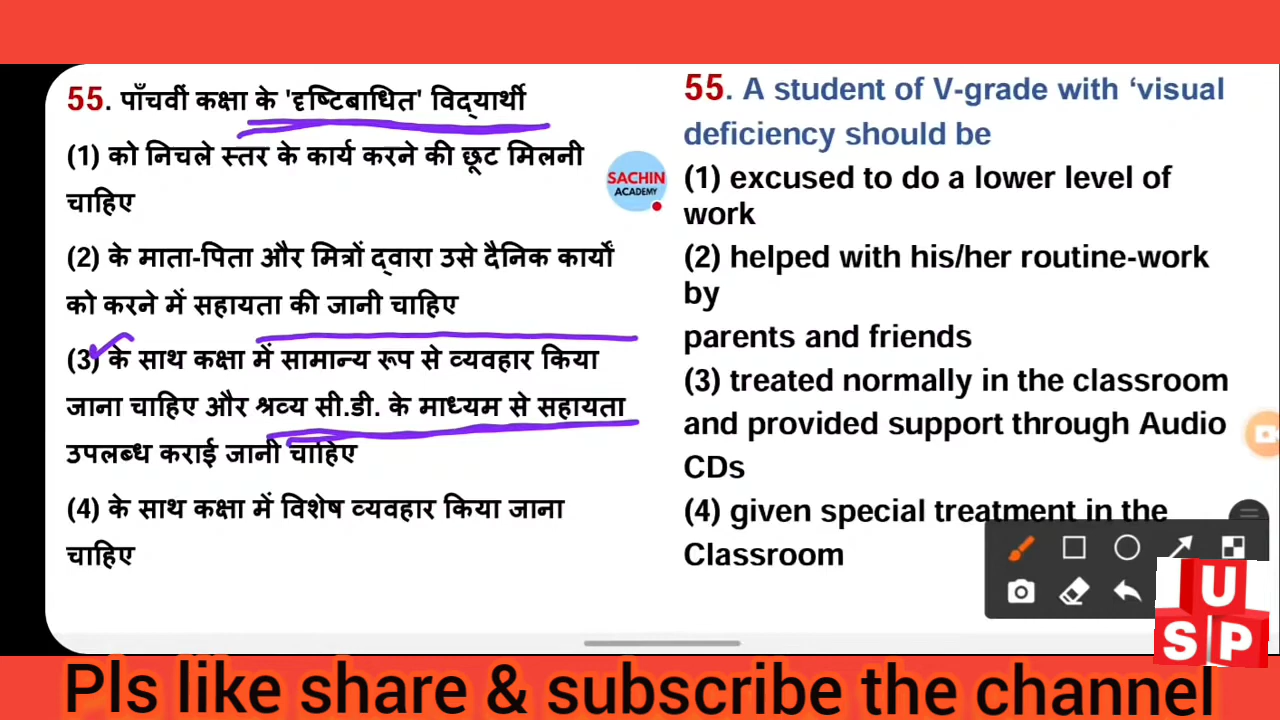 55. पाँचवीं कक्षा के 'दृष्टिबाधित' विद्यार्थी
(1) को निचले स्तर के कार्य करने की छूट मिलनी
चाहिए
(2) के माता-पिता और मित्रों द्वारा उसे दैनिक कार्यों
को करने में सहायता की जानी चाहिए
(3) के साथ कक्षा में सामान्य रूप से व्यवहार किया
जाना चाहिए और श्रव्य सी.डी. के माध्यम से सहायता
उपलब्ध कराई जानी चाहिए
(4) के साथ कक्षा में विशेष व्यवहार किया जाना
चाहिए
SACHIN
ACADEMY
55. A student of V-grade with ‘visual
deficiency should be
(1) excused to do a lower level of
work
(2) helped with his/her routine-work
by
parents and friends
(3) treated normally in the classroom
and provided support through Audio
CDs
(4) given special treatment in the
Classroom
U
S P
Pls like share & subscribe the channel